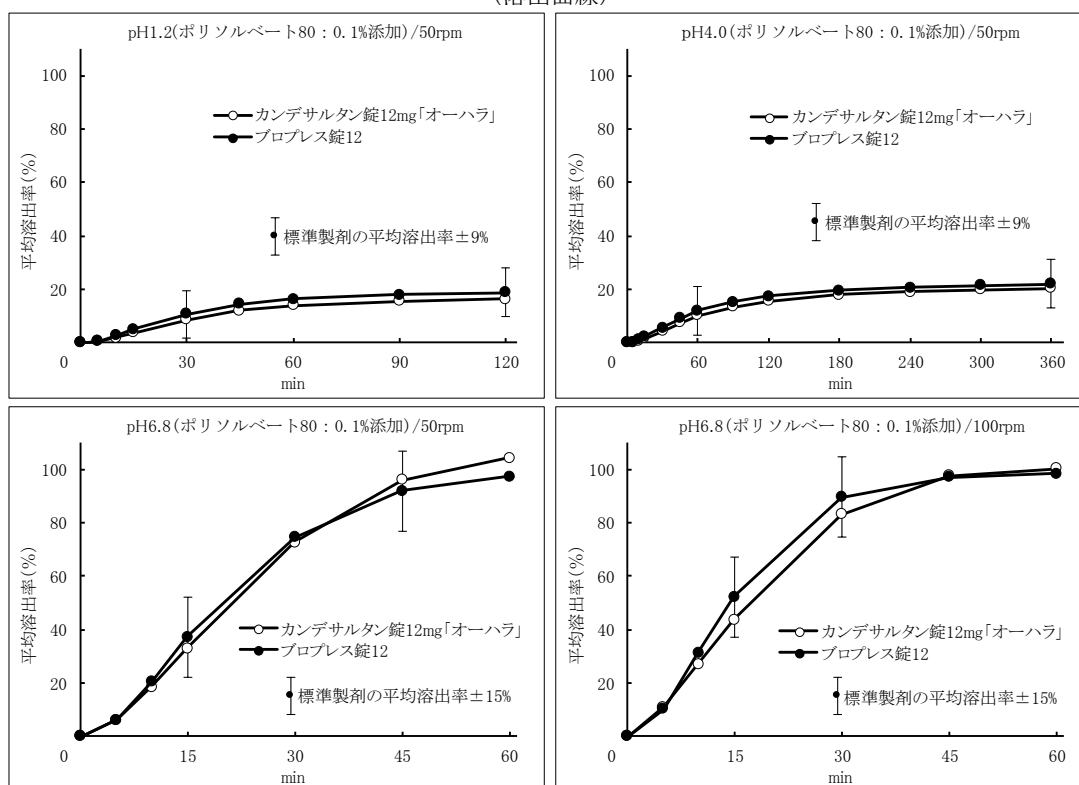 (溶出曲線)
pH1.2(ポリソルベート80:0.1%添加)/50rpm
100
80
60
40
20
0
30
60
90
120
平均溶出率(%)
min
カンデサルタン錠12mg「オーハラ」
ブロプレス錠12
標準製剤の平均溶出率±9%
pH4.0(ポリソルベート80:0.1%添加)/50rpm
100
80
60
40
20
0
60
120
180
240
300
360
平均溶出率(%)
min
カンデサルタン錠12mg「オーハラ」
ブロプレス錠12
標準製剤の平均溶出率±9%
pH6.8(ポリソルベート80:0.1%添加)/50rpm
100
80
60
40
20
0
15
30
45
60
平均溶出率(%)
min
カンデサルタン錠12mg「オーハラ」
ブロプレス錠12
標準製剤の平均溶出率±15%
pH6.8(ポリソルベート80:0.1%添加)/100rpm
100
80
60
40
20
0
15
30
45
60
平均溶出率(%)
min
カンデサルタン錠12mg「オーハラ」
ブロプレス錠12
標準製剤の平均溶出率±15%